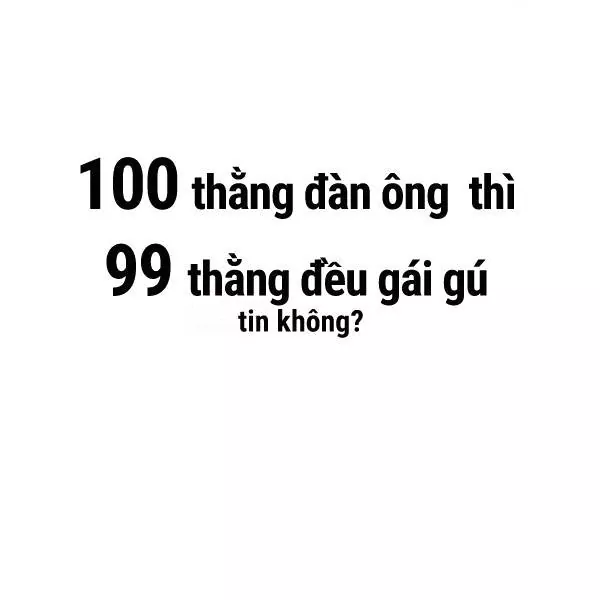 100 thằng đàn ông thì
99 thằng đều gái gú
tin không?